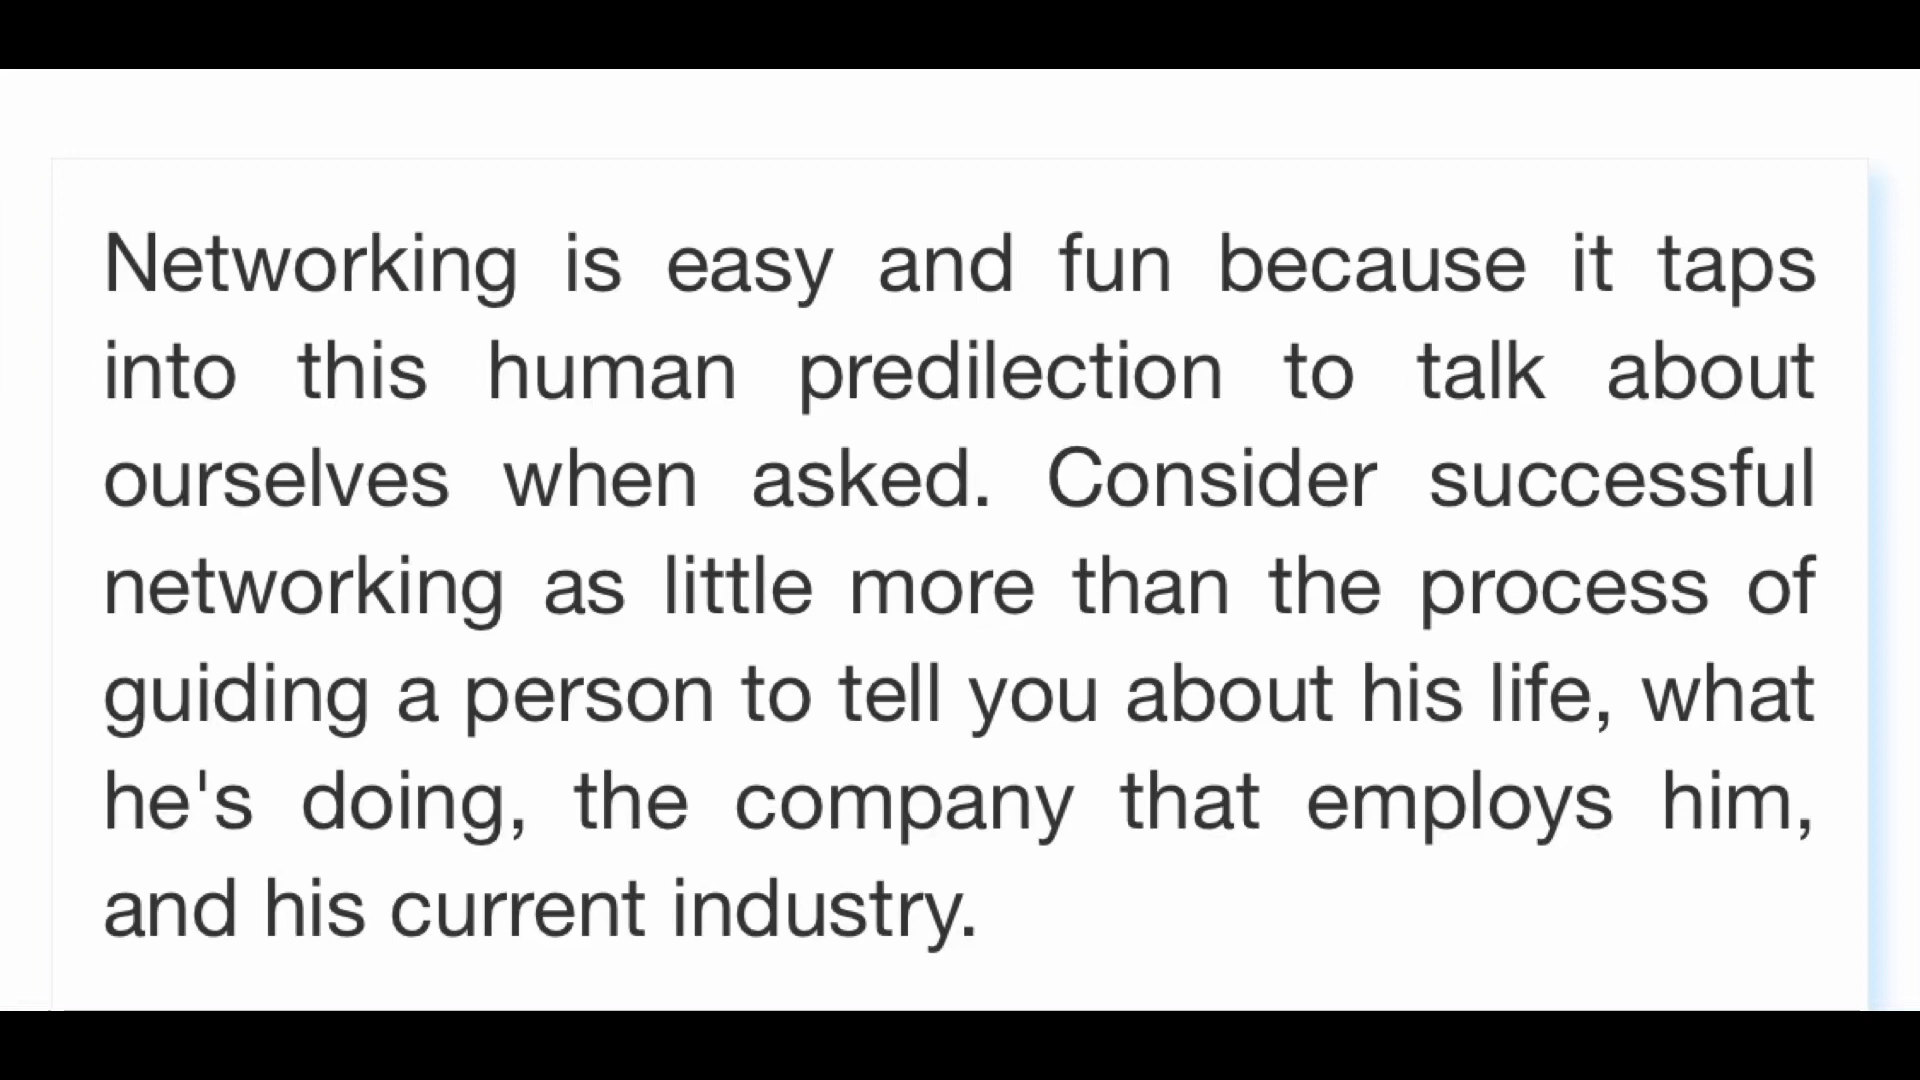 Networking is easy and fun because it taps
into this human predilection to talk about
ourselves when asked. Consider successful
networking as little more than the process of
guiding a person to tell you about his life, what
he's doing, the company that employs him,
and his current industry.